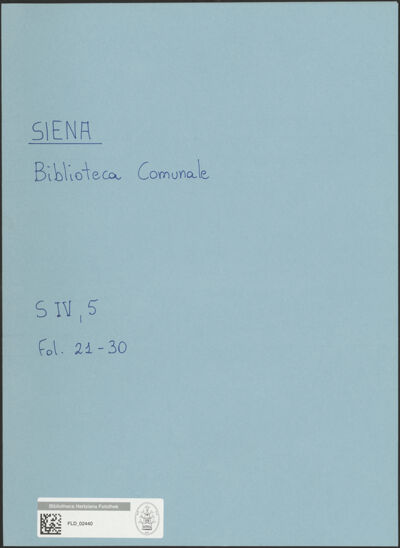 SIENA
Biblioteca Comunale
S IV, 5
Fol. 21-30
Bibliotheca Hertziana Fotothek
FLD_02440